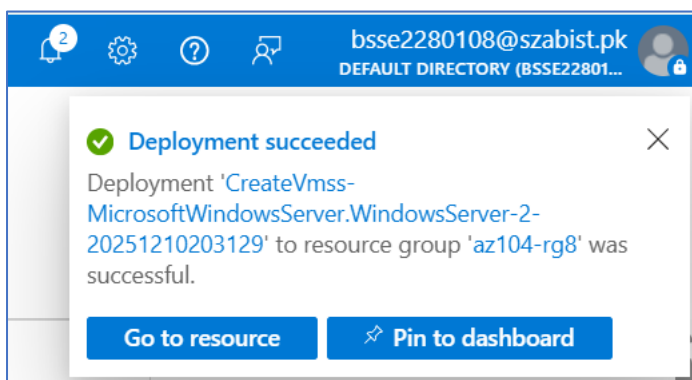 2
bsse2280108@szabist.pk
DEFAULT DIRECTORY (BSSE22801...
Deployment succeeded
Deployment 'CreateVmss-
MicrosoftWindowsServer.WindowsServer-2-
20251210203129' to resource group 'az104-rg8' was
successful.
Go to resource
Pin to dashboard